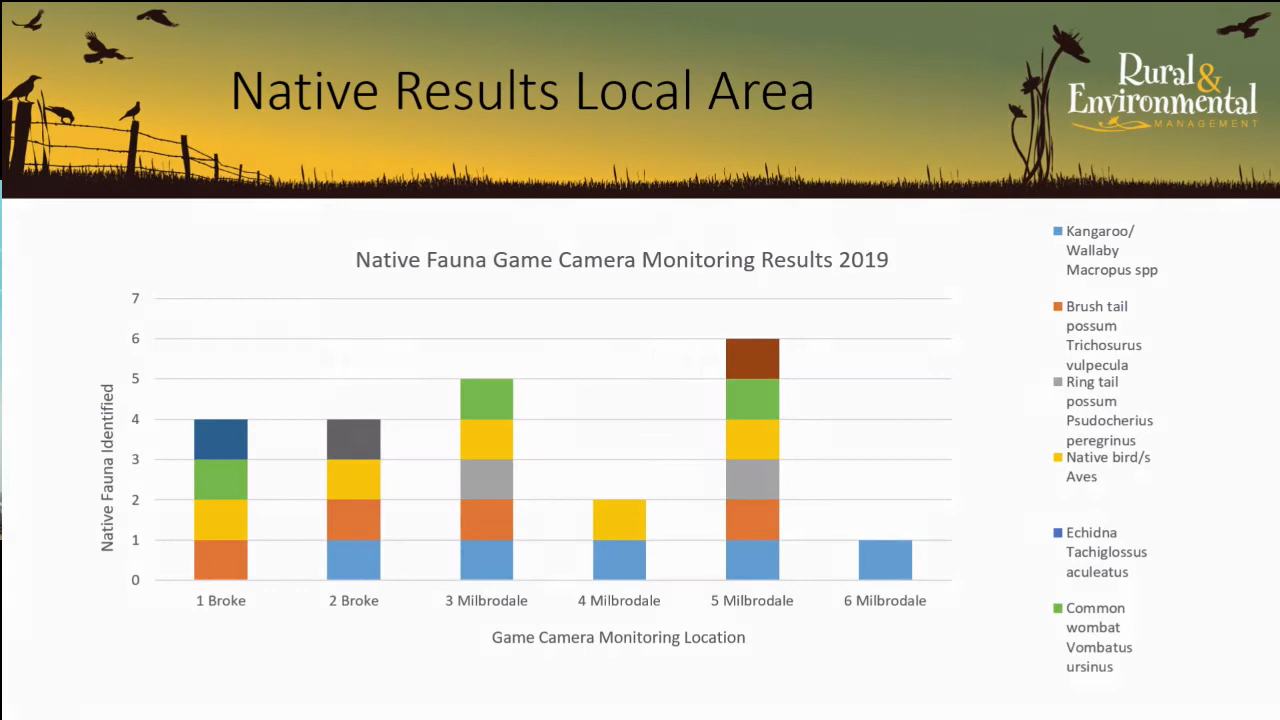 Native Results Local Area
Rural &
Environmental
MANAGEMENT
Native Fauna Game Camera Monitoring Results 2019
Native Fauna Identified
7
6
5
4
3
2
1
0
1 Broke
2 Broke
3 Milbrodale
4 Milbrodale
5 Milbrodale
6 Milbrodale
Game Camera Monitoring Location
Kangaroo/
Wallaby
Macropus spp
Brush tail
possum
Trichosurus
vulpecula
Ring tail
possum
Psudocherius
peregrinus
Native bird/s
Aves
Echidna
Tachiglossus
aculeatus
Common
wombat
Vombatus
ursinus